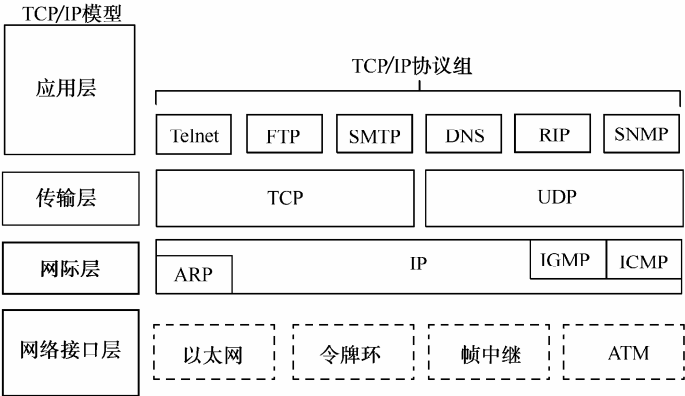 TCP/IP模型
TCP/IP协议组
应用层
Telnet FTP SMTP DNS RIP SNMP
传输层 TCP UDP
网际层 ARP IP IGMP ICMP
网络接口层 以太网 令牌环 帧中继 ATM